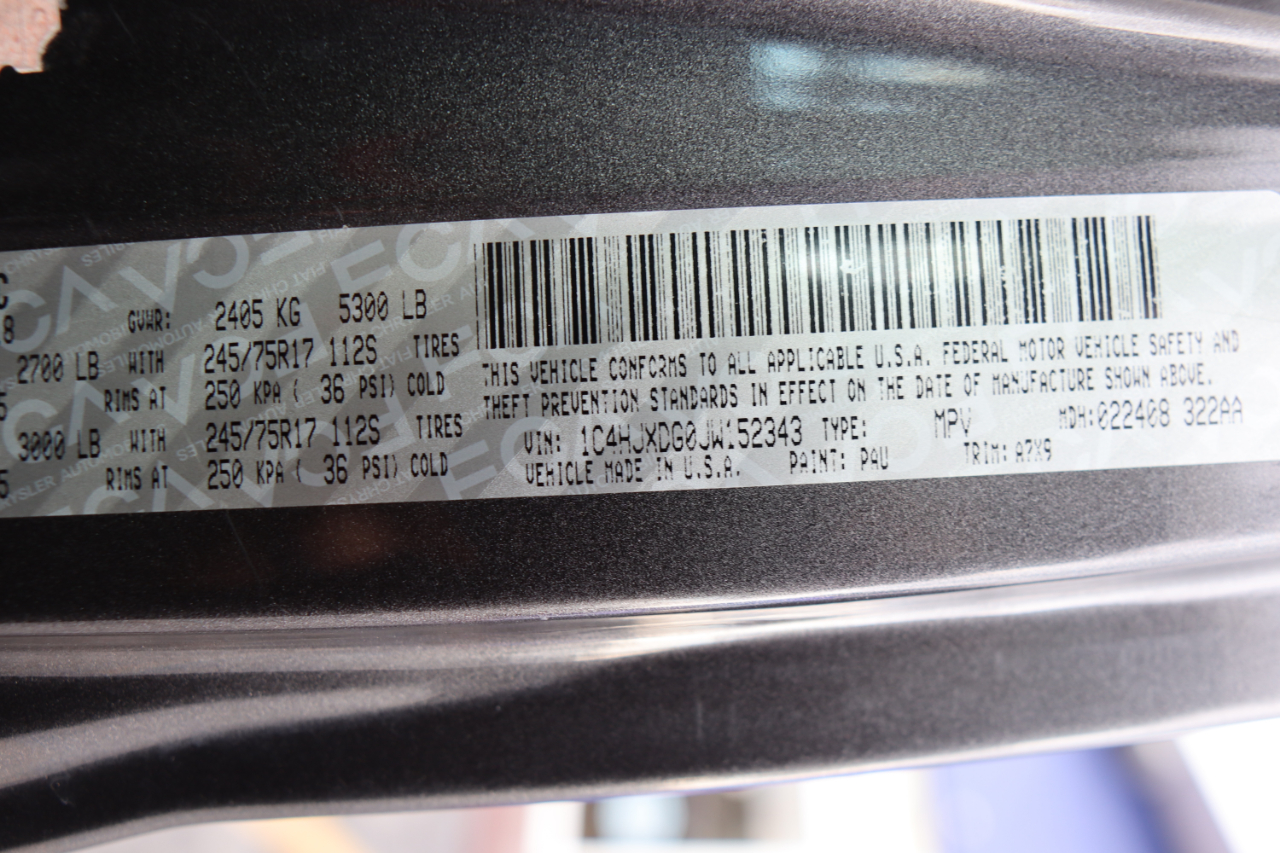 C
8
GVWR: 2405 KG 5300 LB
2700 LB WITH 245/75R17 112S TIRES
RIMS AT 250 KPA ( 36 PSI) COLD
3000 LB WITH 245/75R17 112S TIRES
5 RIMS AT 250 KPA ( 36 PSI) COLD
THIS VEHICLE CONFORMS TO ALL APPLICABLE U.S.A. FEDERAL MOTOR VEHICLE SAFETY AND
THEFT PREVENTION STANDARDS IN EFFECT ON THE DATE OF MANUFACTURE SHOWN ABOVE.
VIN: 1C4HJXDG0JW152343 TYPE: MPV MDH:022408 322AA
VEHICLE MADE IN U.S.A. PAINT: PAU TRIM: A7X9